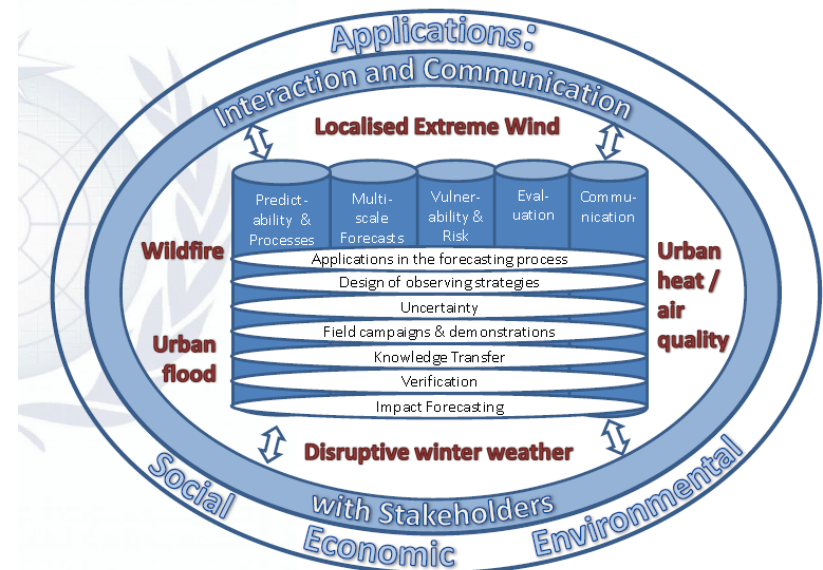 Applications:
Interaction and Communication
Localised Extreme Wind
Predict-
ability &
Processes
Multi-
scale
Forecasts
Vulner-
ability &
Risk
Eval-
uation
Commu-
nication
Wildfire
Urban
flood
Applications in the forecasting process
Design of observing strategies
Uncertainty
Field campaigns & demonstrations
Knowledge Transfer
Verification
Impact Forecasting
Urban
heat /
air
quality
Disruptive winter weather
with Stakeholders
Social
Economic
Environmental